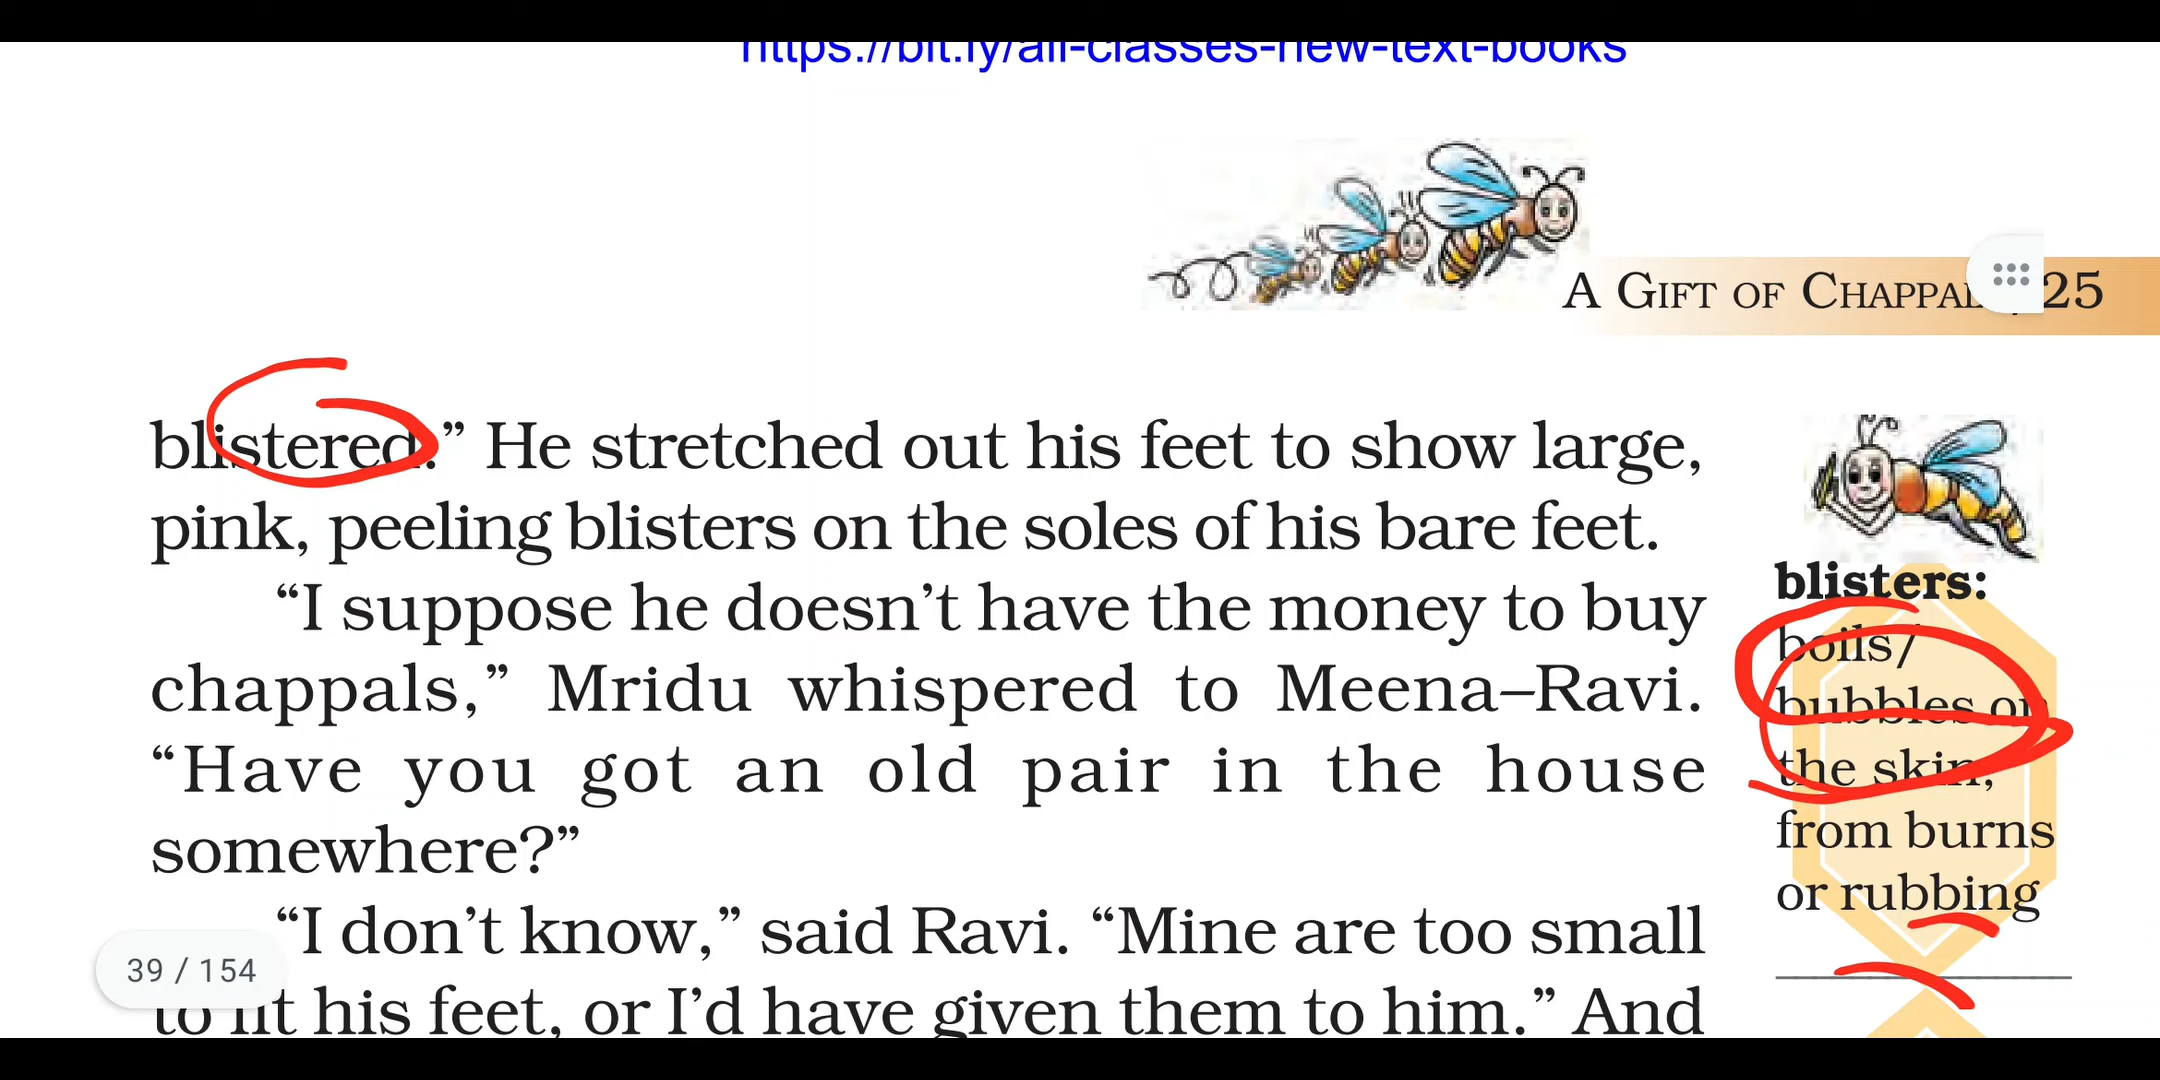 https://bit.ly/all-classes-new-text-books
A GIFT OF CHAPPAL 25
blistered.” He stretched out his feet to show large,
pink, peeling blisters on the soles of his bare feet.
“I suppose he doesn’t have the money to buy
chappals,” Mridu whispered to Meena–Ravi.
“Have you got an old pair in the house
somewhere?”
“I don’t know,” said Ravi. “Mine are too small
to fit his feet, or I’d have given them to him.” And
blisters:
boils/
bubbles on
the skin,
from burns
or rubbing
39 / 154